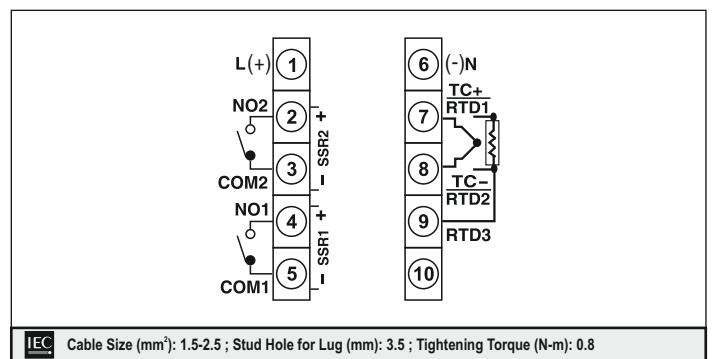 L(+) 1
NO2 2 +
SSR2
COM2 3 -
NO1 4 +
SSR1
COM1 5 -
6 (-)N
TC+
7 RTD1
8 TC-
RTD2
9 RTD3
10
IEC Cable Size (mm²): 1.5-2.5 ; Stud Hole for Lug (mm): 3.5 ; Tightening Torque (N-m): 0.8